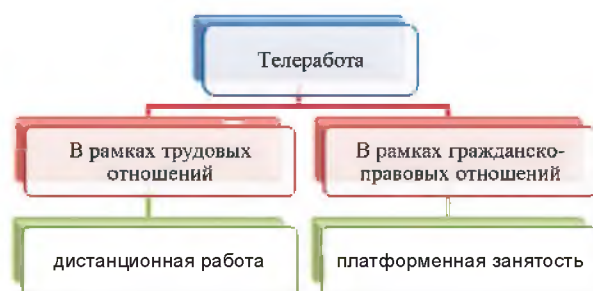 Телеработа
В рамках трудовых
отношений
В рамках гражданско-
правовых отношений
дистанционная работа
платформенная занятость